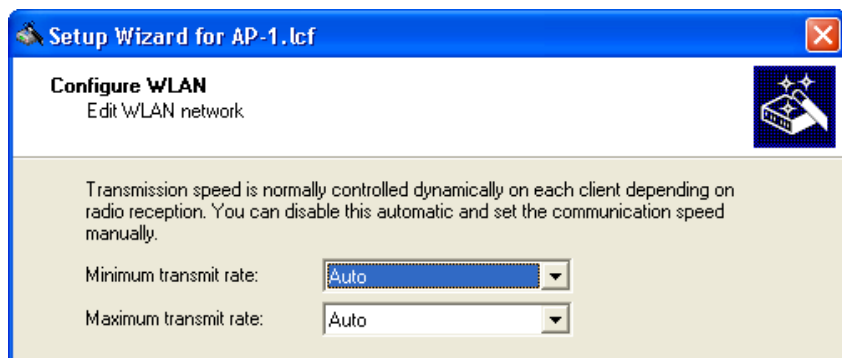 Setup Wizard for AP-1.lcf
Configure WLAN
Edit WLAN network
Transmission speed is normally controlled dynamically on each client depending on
radio reception. You can disable this automatic and set the communication speed
manually.
Minimum transmit rate: Auto
Maximum transmit rate: Auto